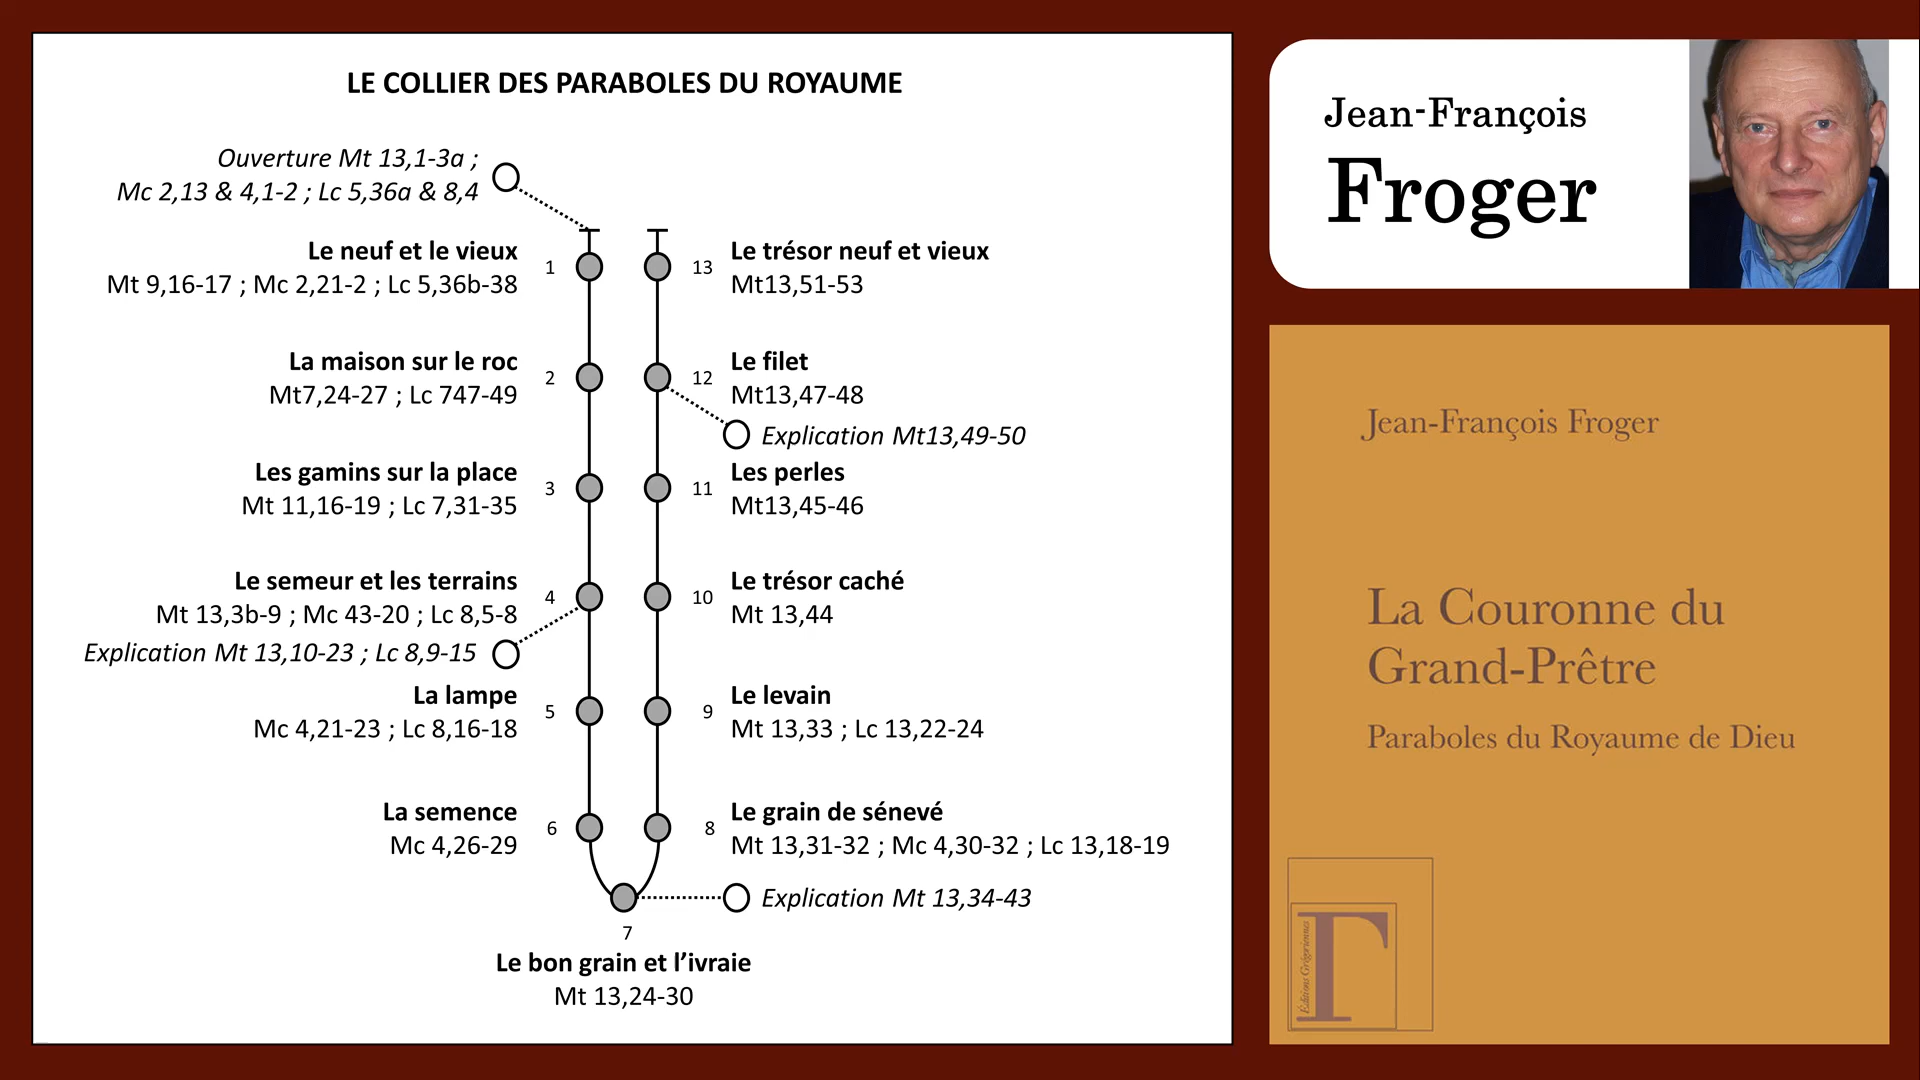 LE COLLIER DES PARABOLES DU ROYAUME
Ouverture Mt 13,1-3a ;
Mc 2,13 & 4,1-2 ; Lc 5,36a & 8,4
Le neuf et le vieux
1
Mt 9,16-17 ; Mc 2,21-2 ; Lc 5,36b-38
La maison sur le roc
2
Mt7,24-27 ; Lc 747-49
Les gamins sur la place
3
Mt 11,16-19 ; Lc 7,31-35
Le semeur et les terrains
4
Mt 13,3b-9 ; Mc 43-20 ; Lc 8,5-8
Explication Mt 13,10-23 ; Lc 8,9-15
La lampe
5
Mc 4,21-23 ; Lc 8,16-18
La semence
6
Mc 4,26-29
7
Le bon grain et l’ivraie
Mt 13,24-30
Explication Mt 13,34-43
Le grain de sénevé
8
Mt 13,31-32 ; Mc 4,30-32 ; Lc 13,18-19
Le levain
9
Mt 13,33 ; Lc 13,22-24
Le trésor caché
10
Mt 13,44
Les perles
11
Mt13,45-46
Le filet
12
Mt13,47-48
Explication Mt13,49-50
Le trésor neuf et vieux
13
Mt13,51-53
Jean-François
Froger
Jean-François Froger
La Couronne du
Grand-Prêtre
Paraboles du Royaume de Dieu
Éditions Grégoriennes
Γ